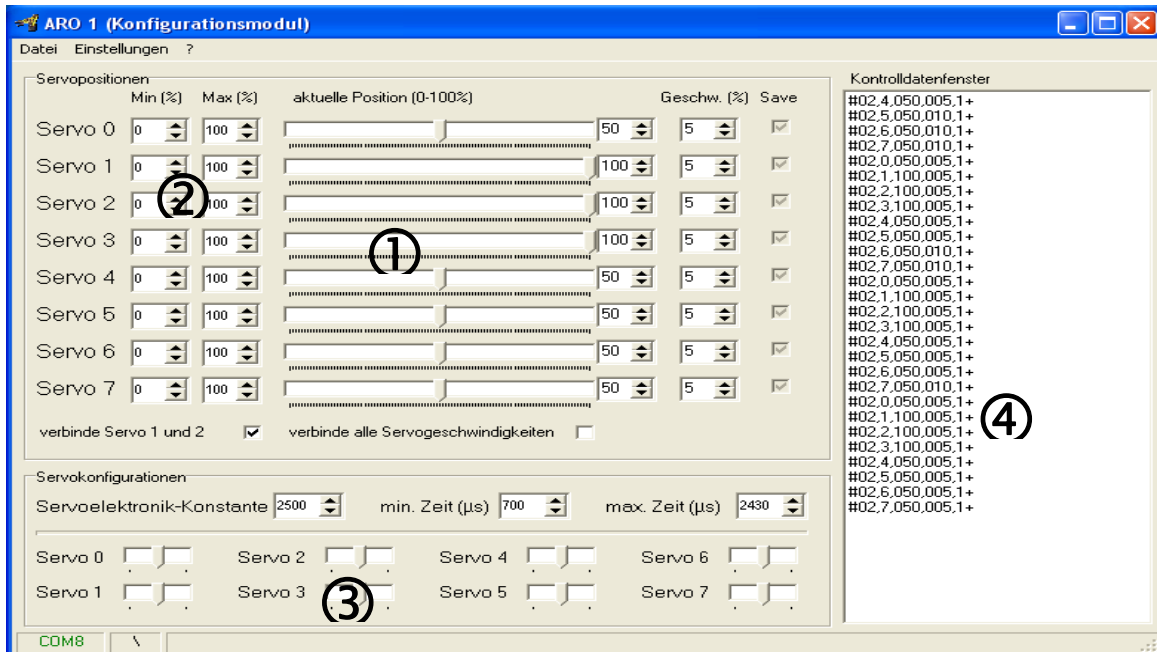 ARO 1 (Konfigurationsmodul)
Datei Einstellungen ?
Servopositionen
Min (%) Max (%) aktuelle Position (0-100%) Geschw. (%) Save
Servo 0 0 100 50 5
Servo 1 0 100 100 5
Servo 2 0 100 100 5
②
Servo 3 0 100 100 5
①
Servo 4 0 100 50 5
Servo 5 0 100 50 5
Servo 6 0 100 50 5
Servo 7 0 100 50 5
verbinde Servo 1 und 2 verbinde alle Servogeschwindigkeiten
Servokonfigurationen
Servoelektronik-Konstante 2500 min. Zeit (µs) 700 max. Zeit (µs) 2430
Servo 0 Servo 2 Servo 4 Servo 6
Servo 1 Servo 3 Servo 5 Servo 7
③
Kontrolldatenfenster
#02,4,050,005,1+
#02,5,050,010,1+
#02,6,050,010,1+
#02,7,050,010,1+
#02,0,050,005,1+
#02,1,100,005,1+
#02,2,100,005,1+
#02,3,100,005,1+
#02,4,050,005,1+
#02,5,050,005,1+
#02,6,050,010,1+
#02,7,050,010,1+
#02,0,050,005,1+
#02,1,100,005,1+
#02,2,100,005,1+
#02,3,100,005,1+
#02,4,050,005,1+
#02,5,050,005,1+
#02,6,050,005,1+
#02,7,050,010,1+
#02,0,050,005,1+
#02,1,100,005,1+
④
#02,2,100,005,1+
#02,3,100,005,1+
#02,4,050,005,1+
#02,5,050,005,1+
#02,6,050,005,1+
#02,7,050,005,1+
COM8 \